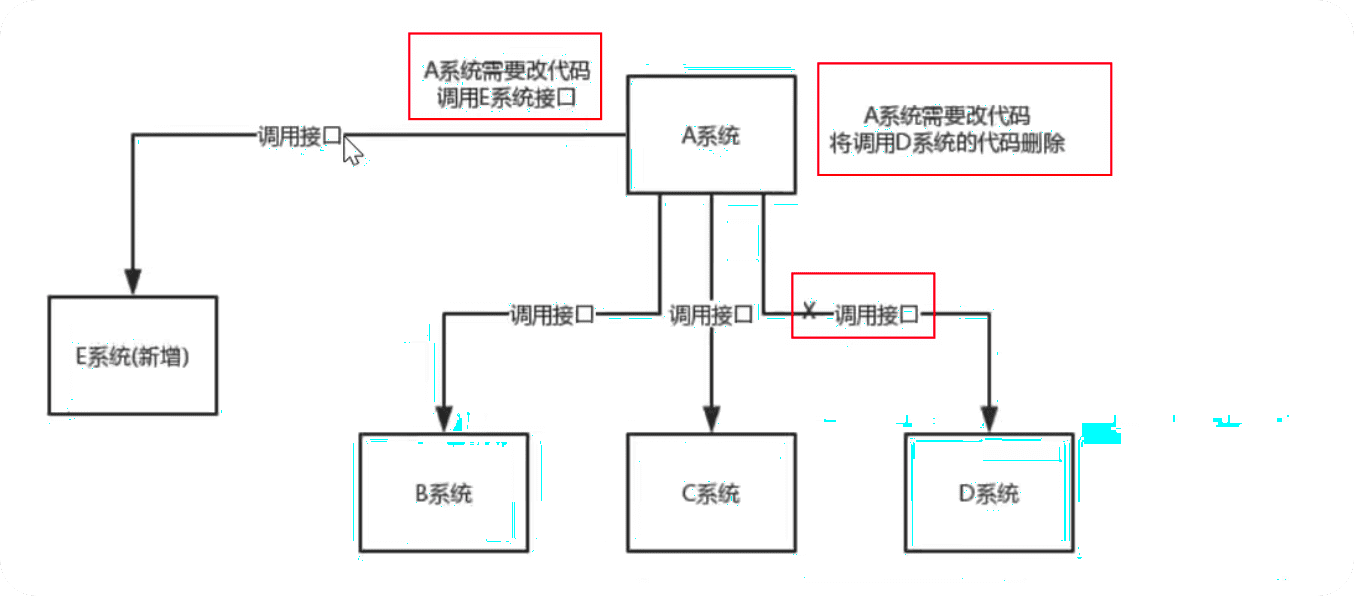 A系统需要改代码
调用E系统接口
A系统
A系统需要改代码
将调用D系统的代码删除
调用接口
调用接口
调用接口
X 调用接口
E系统(新增)
B系统
C系统
D系统